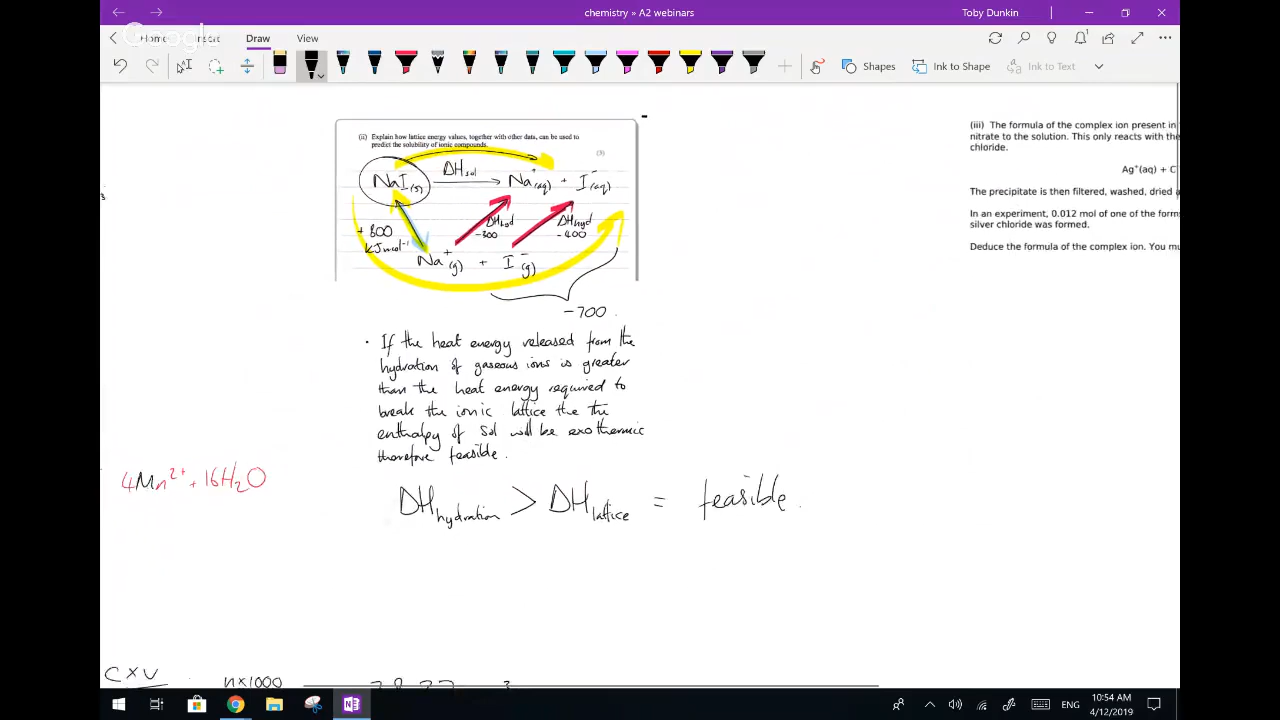 chemistry » A2 webinars
Toby Dunkin
Google
Home
Draw
View
Shapes
Ink to Shape
Ink to Text
(ii) Explain how lattice energy values, together with other data, can be used to
predict the solubility of ionic compounds.
(3)
NaI(s) ΔHsol Na+(aq) + I-(aq)
+ 800
kJmol-1
ΔHhyd
-300
ΔHhyd
-400
Na+(g) + I-(g)
-700
3
· If the heat energy released from the
hydration of gaseous ions is greater
than the heat energy required to
break the ionic lattice the the
enthalpy of sol will be exothermic
therefore feasible.
ΔHhydration > ΔHlattice = feasible.
4Mn2+ + 16H2O
(iii) The formula of the complex ion present in
nitrate to the solution. This only reacts with the
chloride.
Ag+(aq) + C
The precipitate is then filtered, washed, dried a
In an experiment, 0.012 mol of one of the form
silver chloride was formed.
Deduce the formula of the complex ion. You mu
C×V
n×1000
ENG
10:54 AM
4/12/2019